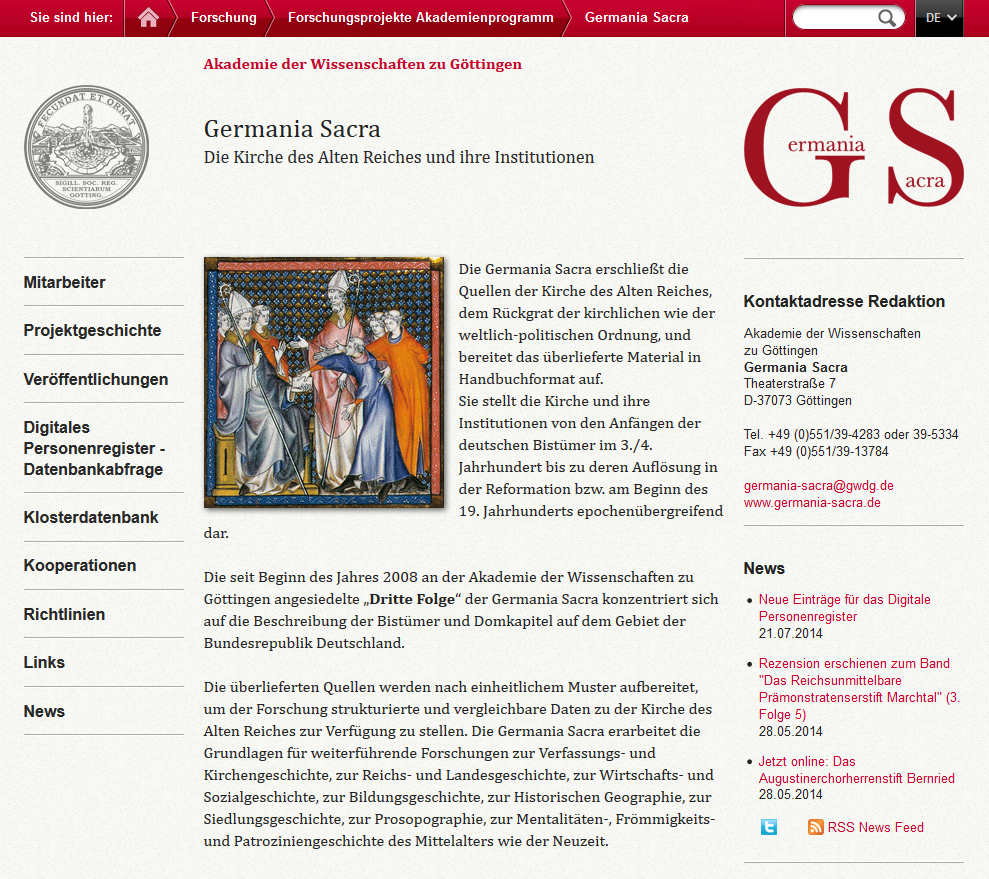 Sie sind hier: Forschung Forschungsprojekte Akademienprogramm Germania Sacra DE
Akademie der Wissenschaften zu Göttingen
FECUNDAT ET ORNAT
SIGILL. SOC. REG.
SCIENTIARUM
GOTTING.
Germania Sacra
Die Kirche des Alten Reiches und ihre Institutionen
Germania
Sacra
Mitarbeiter
Projektgeschichte
Veröffentlichungen
Digitales
Personenregister -
Datenbankabfrage
Klosterdatenbank
Kooperationen
Richtlinien
Links
News
Die Germania Sacra erschließt die
Quellen der Kirche des Alten Reiches,
dem Rückgrat der kirchlichen wie der
weltlich-politischen Ordnung, und
bereitet das überlieferte Material in
Handbuchformat auf.
Sie stellt die Kirche und ihre
Institutionen von den Anfängen der
deutschen Bistümer im 3./4.
Jahrhundert bis zu deren Auflösung in
der Reformation bzw. am Beginn des
19. Jahrhunderts epochenübergreifend
dar.
Die seit Beginn des Jahres 2008 an der Akademie der Wissenschaften zu
Göttingen angesiedelte „Dritte Folge“ der Germania Sacra konzentriert sich
auf die Beschreibung der Bistümer und Domkapitel auf dem Gebiet der
Bundesrepublik Deutschland.
Die überlieferten Quellen werden nach einheitlichem Muster aufbereitet,
um der Forschung strukturierte und vergleichbare Daten zu der Kirche des
Alten Reiches zur Verfügung zu stellen. Die Germania Sacra erarbeitet die
Grundlagen für weiterführende Forschungen zur Verfassungs- und
Kirchengeschichte, zur Reichs- und Landesgeschichte, zur Wirtschafts- und
Sozialgeschichte, zur Bildungsgeschichte, zur Historischen Geographie, zur
Siedlungsgeschichte, zur Prosopographie, zur Mentalitäten-, Frömmigkeits-
und Patroziniengeschichte des Mittelalters wie der Neuzeit.
Kontaktadresse Redaktion
Akademie der Wissenschaften
zu Göttingen
Germania Sacra
Theaterstraße 7
D-37073 Göttingen
Tel. +49 (0)551/39-4283 oder 39-5334
Fax +49 (0)551/39-13784
germania-sacra@gwdg.de
www.germania-sacra.de
News
Neue Einträge für das Digitale
Personenregister
21.07.2014
Rezension erschienen zum Band
"Das Reichsunmittelbare
Prämonstratenserstift Marchtal" (3.
Folge 5)
28.05.2014
Jetzt online: Das
Augustinerchorherrenstift Bernried
28.05.2014
RSS News Feed